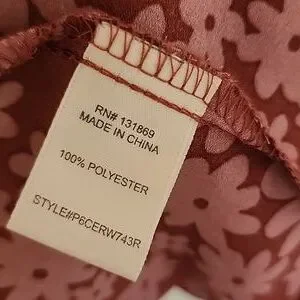 RN# 131869
MADE IN CHINA
100% POLYESTER
STYLE#P6CERW743R